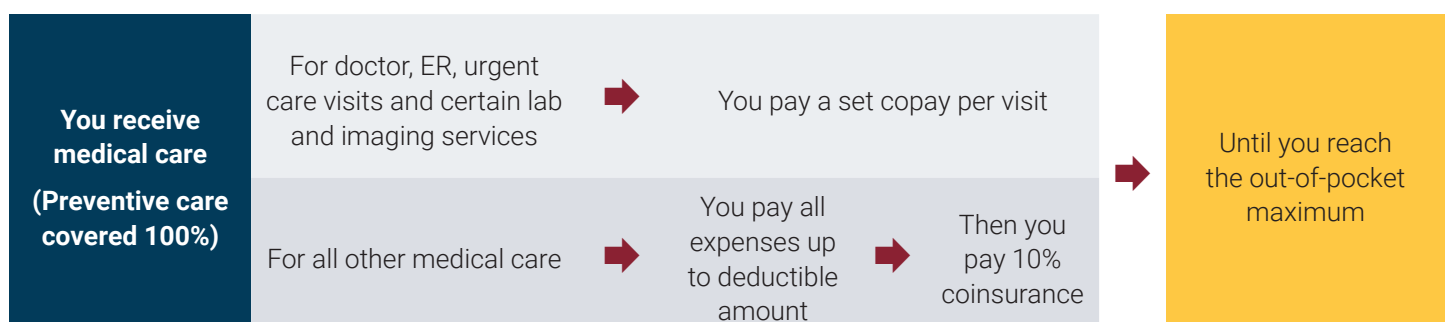 You receive
medical care
(Preventive care
covered 100%)
For doctor, ER, urgent
care visits and certain lab
and imaging services
You pay a set copay per visit
For all other medical care
You pay all
expenses up
to deductible
amount
Then you
pay 10%
coinsurance
Until you reach
the out-of-pocket
maximum